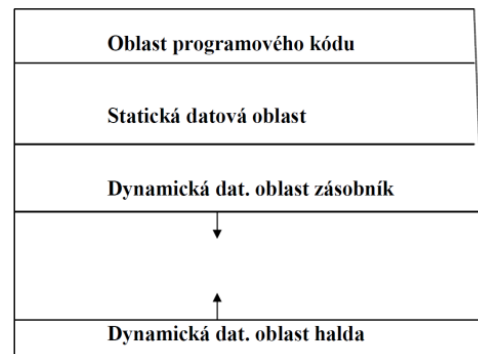 Oblast programového kódu
Statická datová oblast
Dynamická dat. oblast zásobník
Dynamická dat. oblast halda